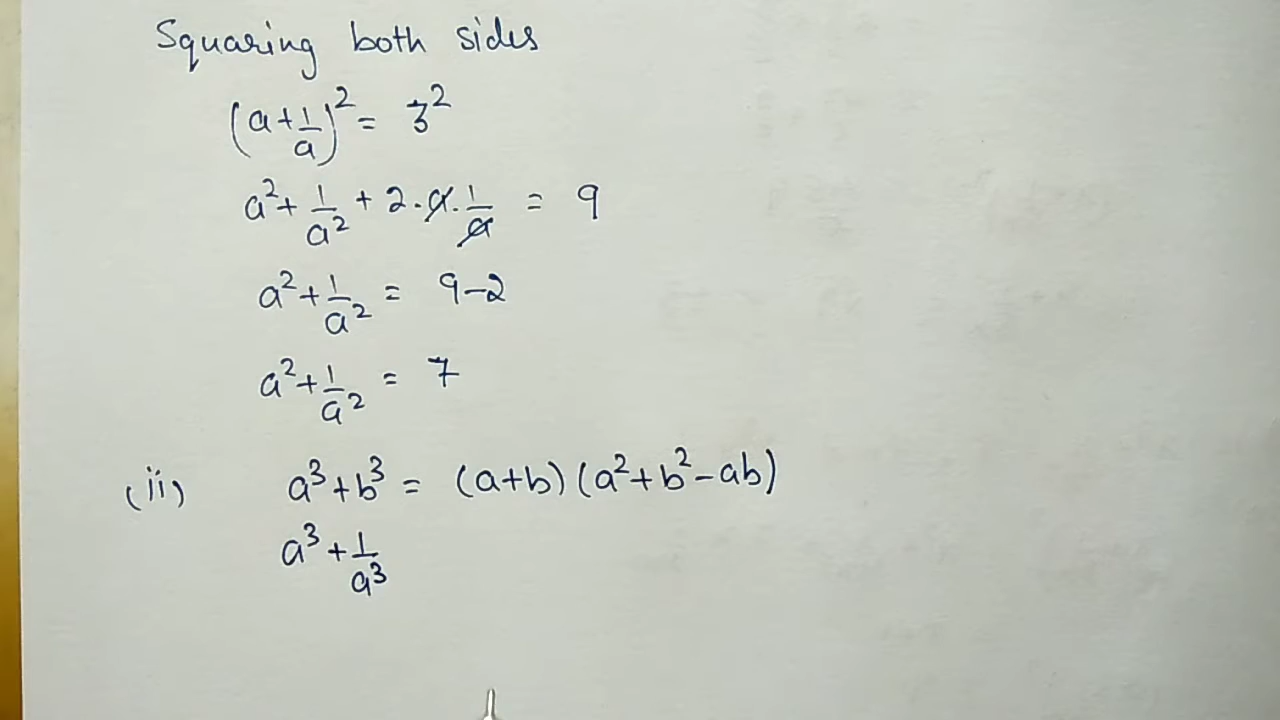 Squaring both sides
(a+1/a)² = 3²
a² + 1/a² + 2·a·1/a = 9
a² + 1/a² = 9-2
a² + 1/a² = 7
(ii) a³+b³ = (a+b)(a²+b²-ab)
a³ + 1/a³